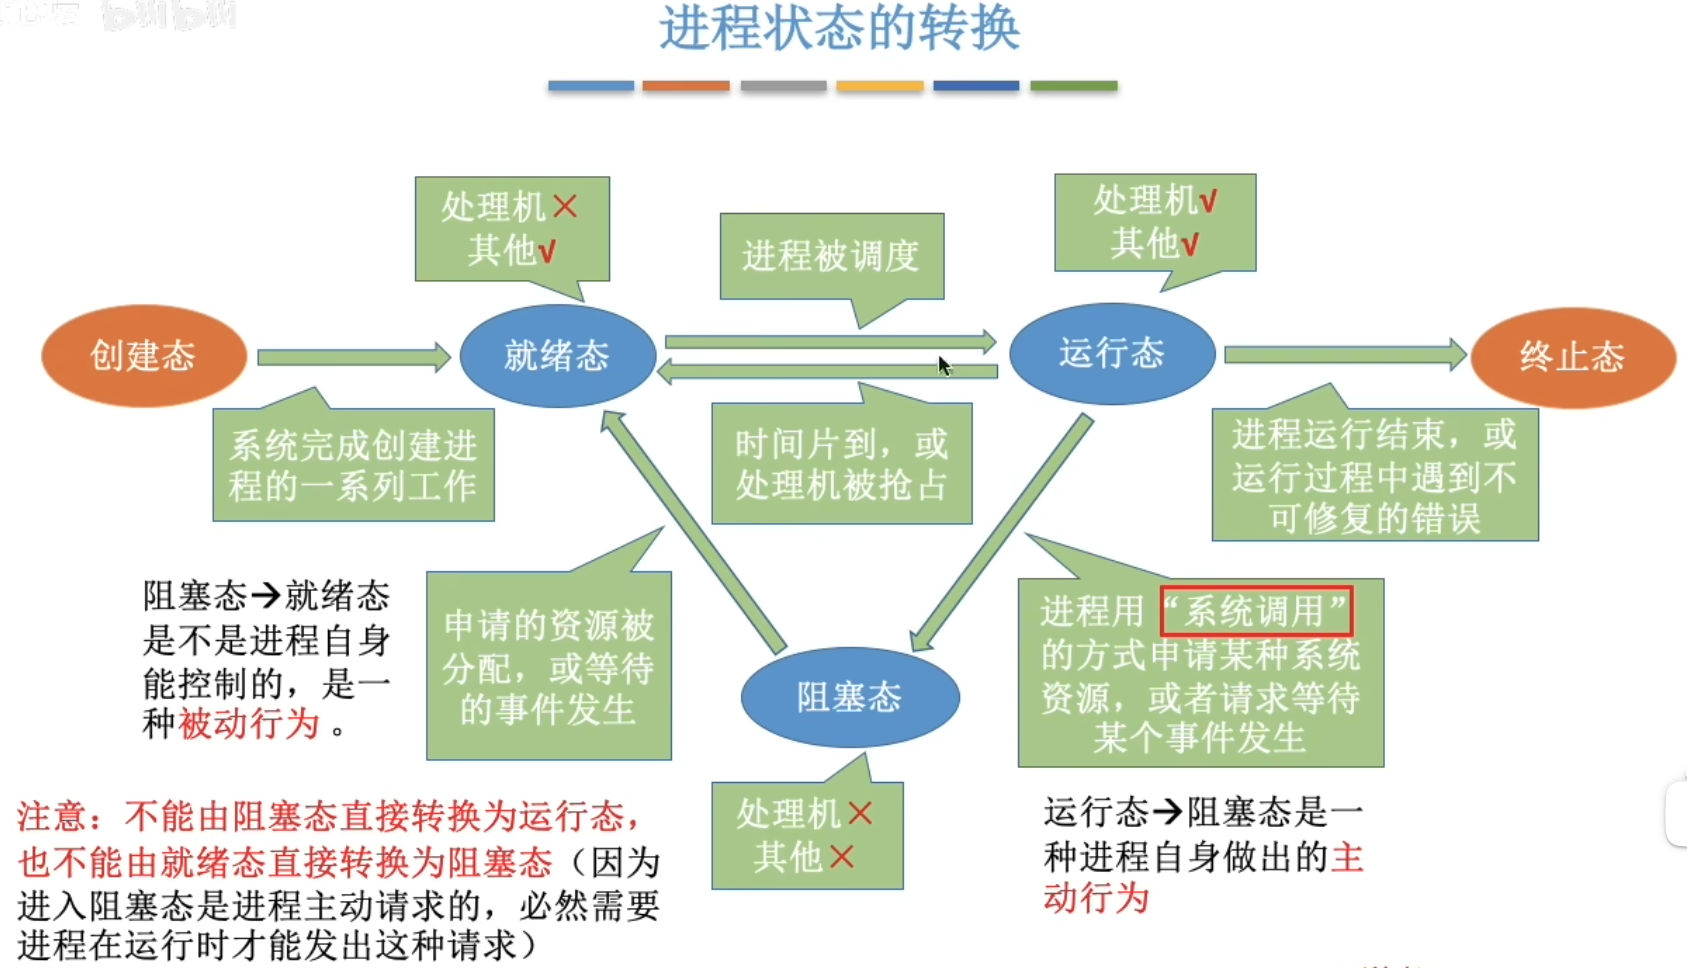 进程状态的转换
处理机×
其他√
进程被调度
处理机√
其他√
创建态
就绪态
运行态
终止态
系统完成创建进
程的一系列工作
时间片到，或
处理机被抢占
进程运行结束，或
运行过程中遇到不
可修复的错误
阻塞态→就绪态
是不是进程自身
能控制的，是一
种被动行为 。
申请的资源被
分配，或等待
的事件发生
进程用“系统调用”
的方式申请某种系统
资源，或者请求等待
某个事件发生
阻塞态
处理机×
其他×
注意：不能由阻塞态直接转换为运行态，
也不能由就绪态直接转换为阻塞态（因为
进入阻塞态是进程主动请求的，必然需要
进程在运行时才能发出这种请求）
运行态→阻塞态是一
种进程自身做出的主
动行为